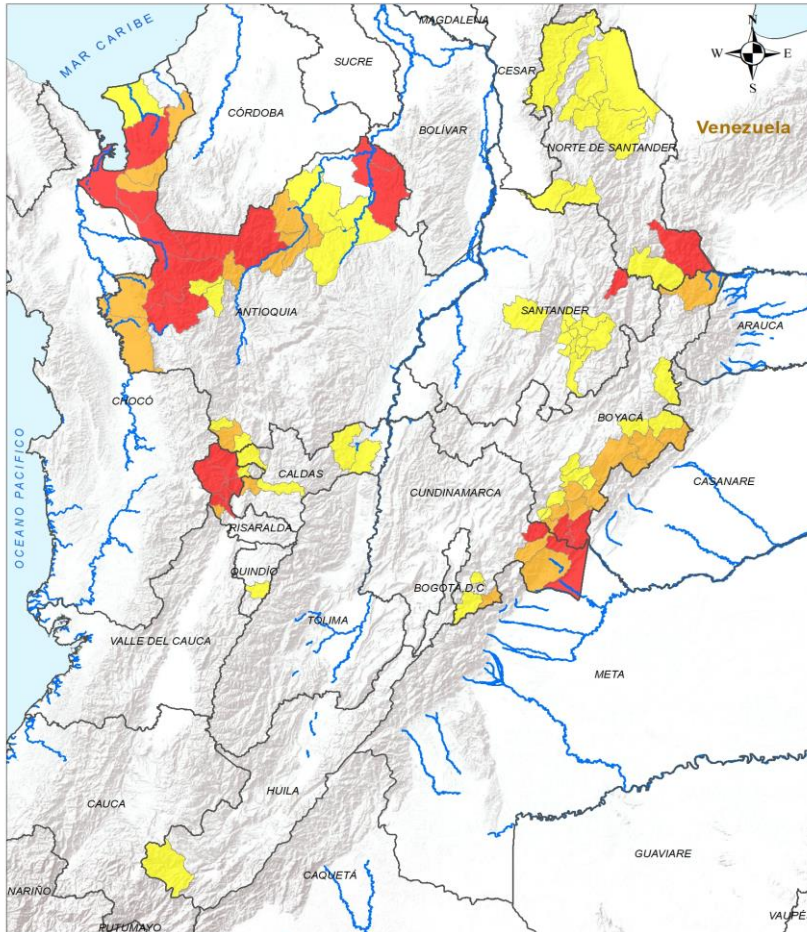 MAGDALENA
MAR CARIBE
SUCRE
CESAR
N
W E
S
CÓRDOBA
BOLÍVAR
Venezuela
NORTE DE SANTANDER
ANTIOQUIA
SANTANDER
ARAUCA
CHOCÓ
BOYACÁ
OCEANO PACIFICO
CALDAS
CUNDINAMARCA
CASANARE
RISARALDA
QUINDÍO
BOGOTÁ, D.C
TOLIMA
VALLE DEL CAUCA
META
HUILA
CAUCA
GUAVIARE
CAQUETÁ
NARIÑO
PUTUMAYO
VAUPÉ